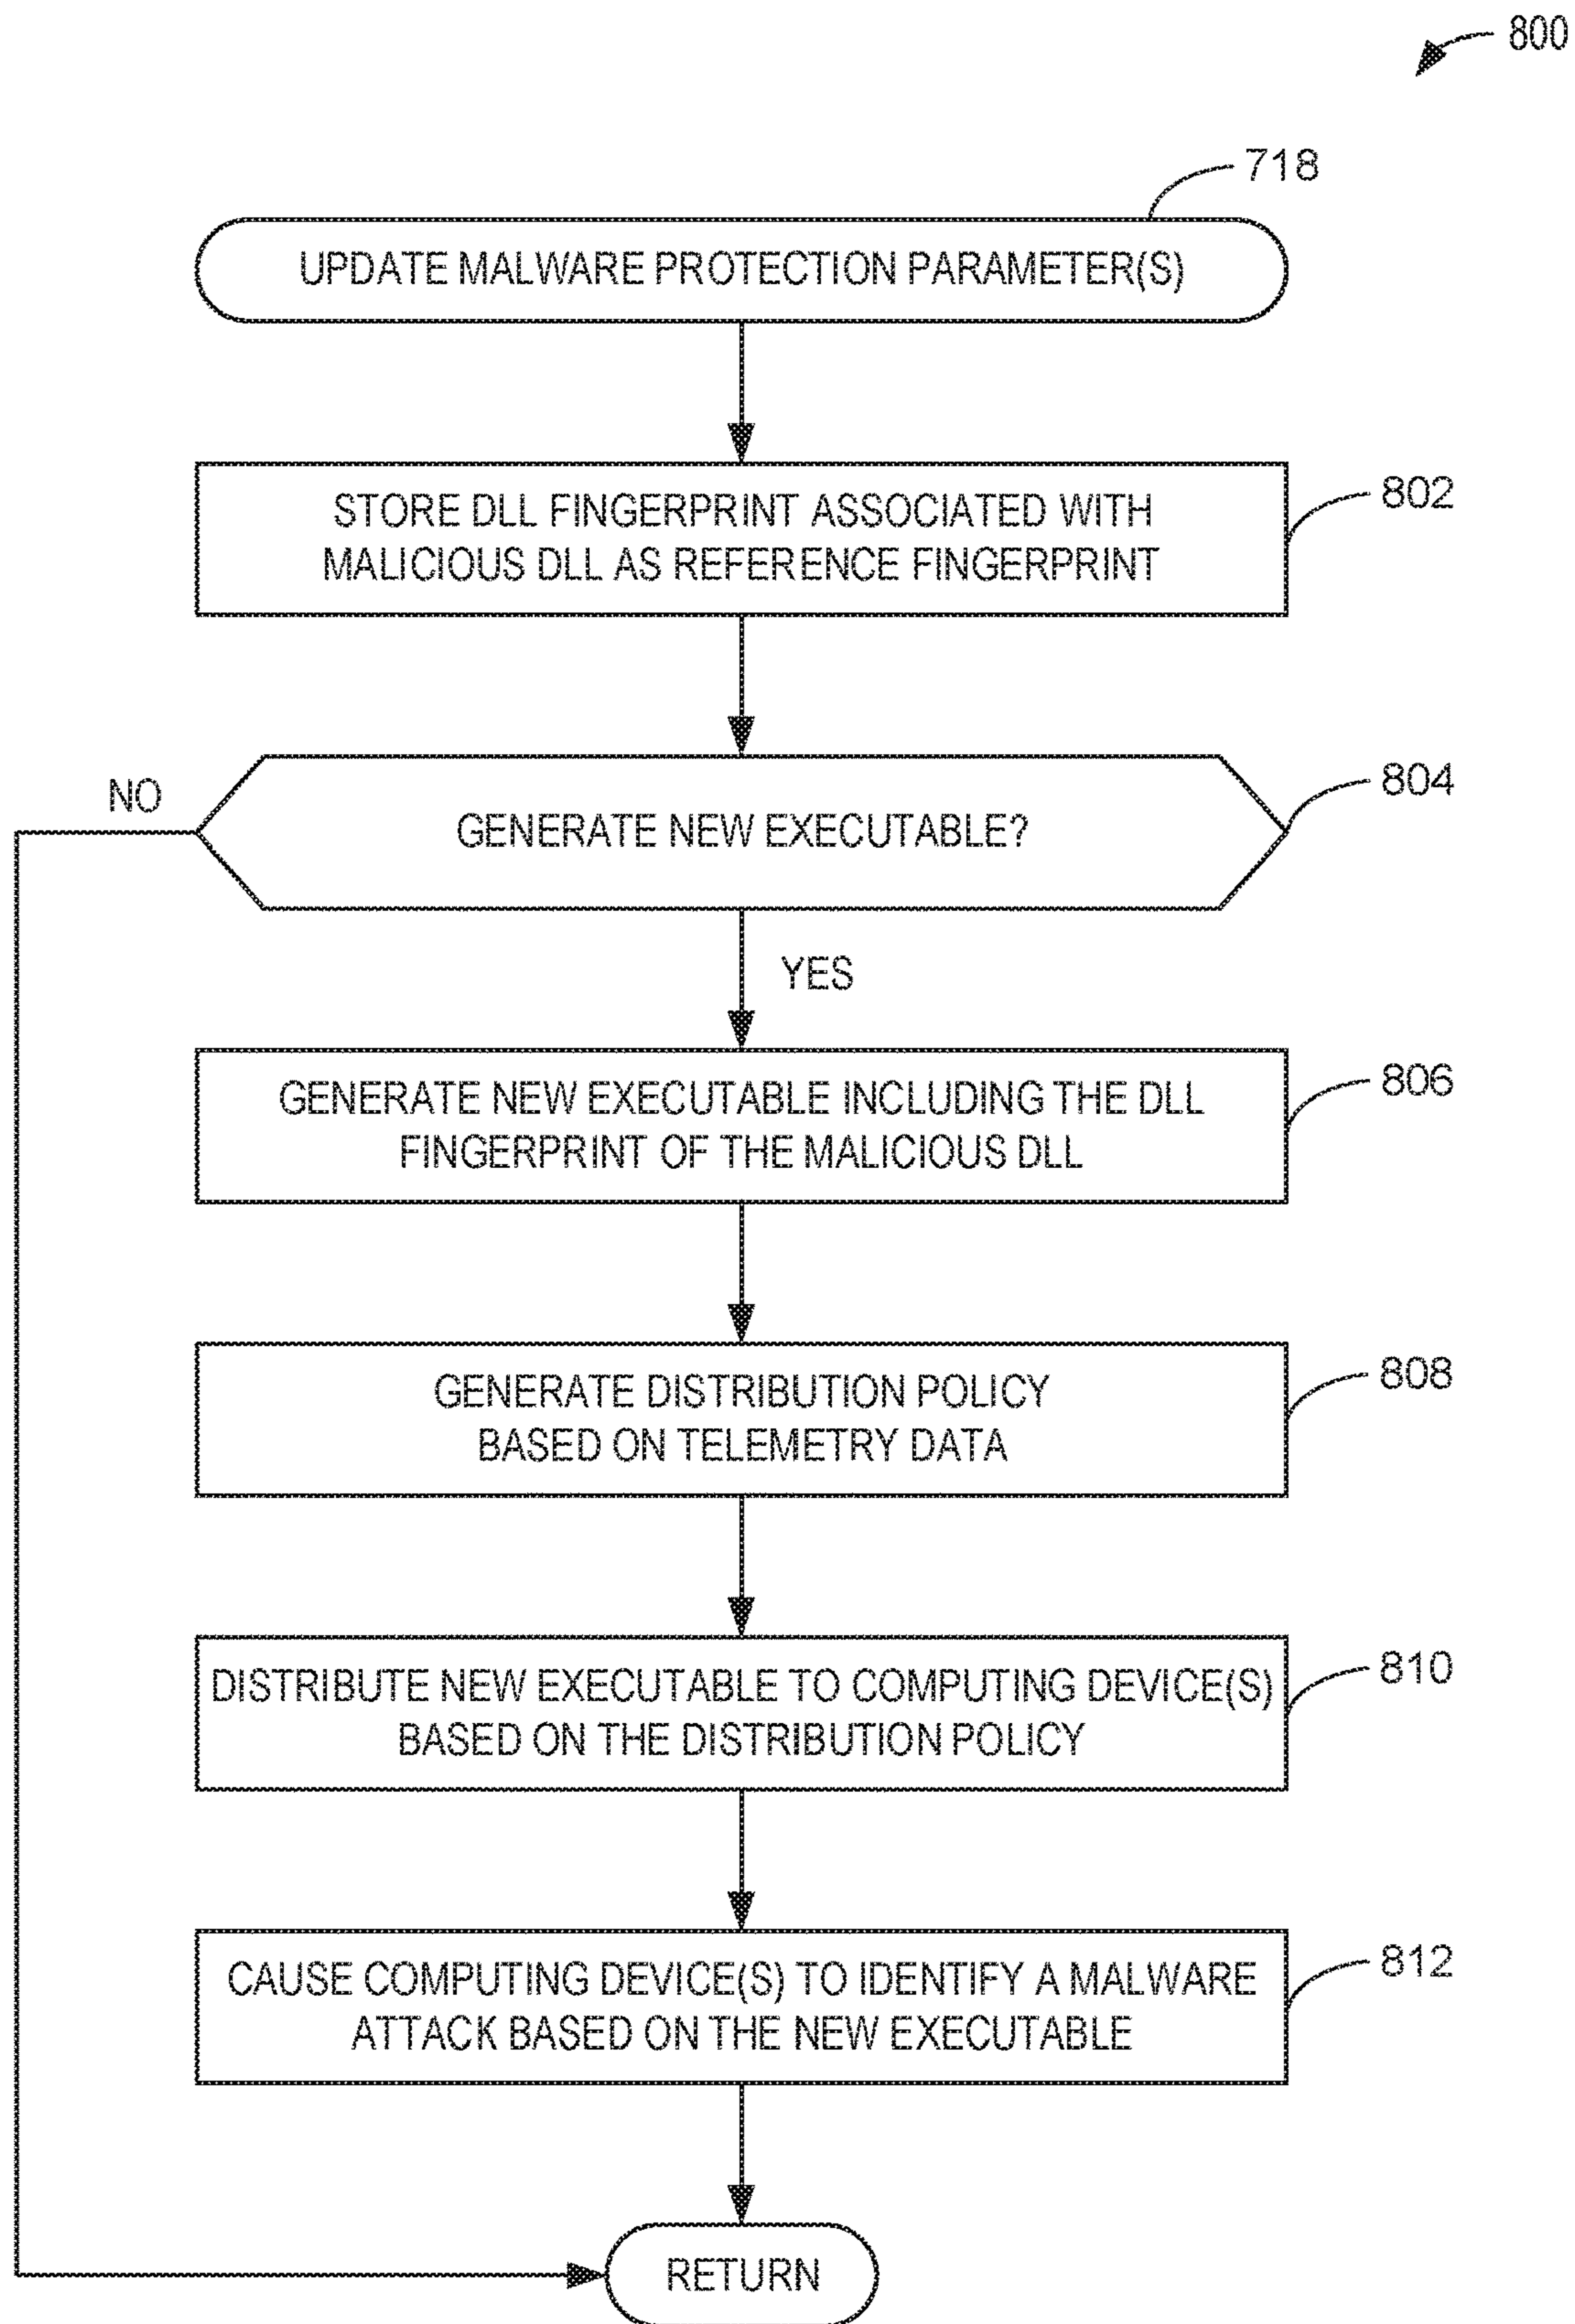 800
718
UPDATE MALWARE PROTECTION PARAMETER(S)
STORE DLL FINGERPRINT ASSOCIATED WITH
MALICIOUS DLL AS REFERENCE FINGERPRINT
802
NO
GENERATE NEW EXECUTABLE?
804
YES
GENERATE NEW EXECUTABLE INCLUDING THE DLL
FINGERPRINT OF THE MALICIOUS DLL
806
GENERATE DISTRIBUTION POLICY
BASED ON TELEMETRY DATA
808
DISTRIBUTE NEW EXECUTABLE TO COMPUTING DEVICE(S)
BASED ON THE DISTRIBUTION POLICY
810
CAUSE COMPUTING DEVICE(S) TO IDENTIFY A MALWARE
ATTACK BASED ON THE NEW EXECUTABLE
812
RETURN